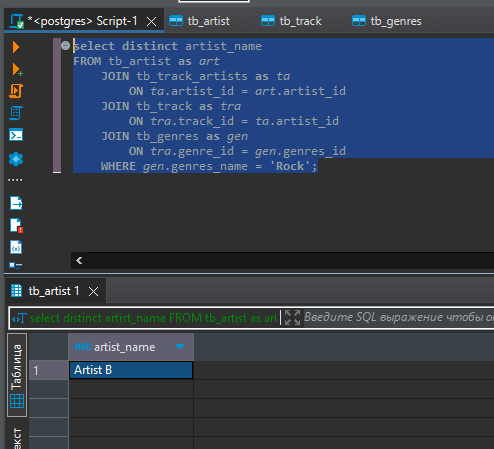 *<postgres> Script-1
tb_artist
tb_track
tb_genres
select distinct artist_name
FROM tb_artist as art
JOIN tb_track_artists as ta
ON ta.artist_id = art.artist_id
JOIN tb_track as tra
ON tra.track_id = ta.artist_id
JOIN tb_genres as gen
ON tra.genre_id = gen.genres_id
WHERE gen.genres_name = 'Rock';
tb_artist 1
select distinct artist_name FROM tb_artist as art
Введите SQL выражение чтобы
Таблица
artist_name
1
Artist B